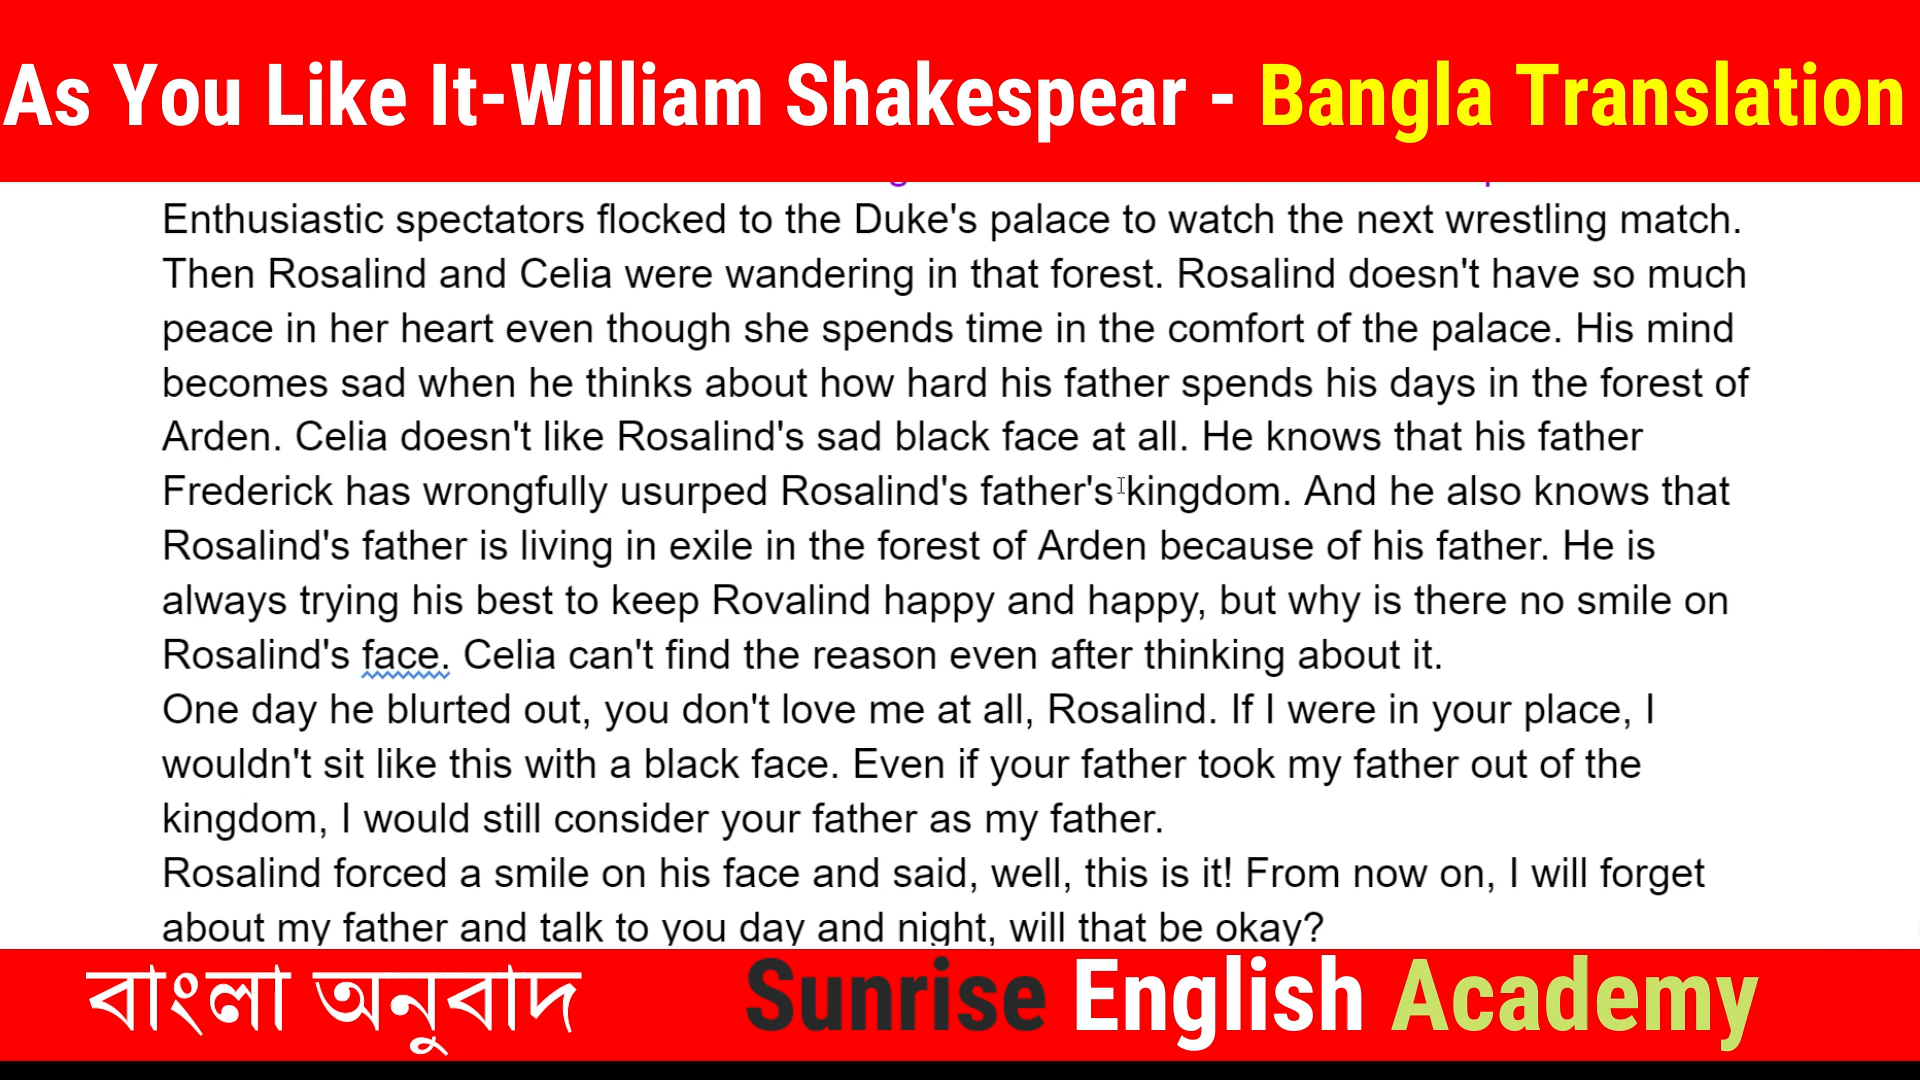 As You Like It-William Shakespear - Bangla Translation
Enthusiastic spectators flocked to the Duke's palace to watch the next wrestling match.
Then Rosalind and Celia were wandering in that forest. Rosalind doesn't have so much
peace in her heart even though she spends time in the comfort of the palace. His mind
becomes sad when he thinks about how hard his father spends his days in the forest of
Arden. Celia doesn't like Rosalind's sad black face at all. He knows that his father
Frederick has wrongfully usurped Rosalind's father's kingdom. And he also knows that
Rosalind's father is living in exile in the forest of Arden because of his father. He is
always trying his best to keep Rovalind happy and happy, but why is there no smile on
Rosalind's face. Celia can't find the reason even after thinking about it.
One day he blurted out, you don't love me at all, Rosalind. If I were in your place, I
wouldn't sit like this with a black face. Even if your father took my father out of the
kingdom, I would still consider your father as my father.
Rosalind forced a smile on his face and said, well, this is it! From now on, I will forget
about my father and talk to you day and night, will that be okay?
বাংলা অনুবাদ Sunrise English Academy